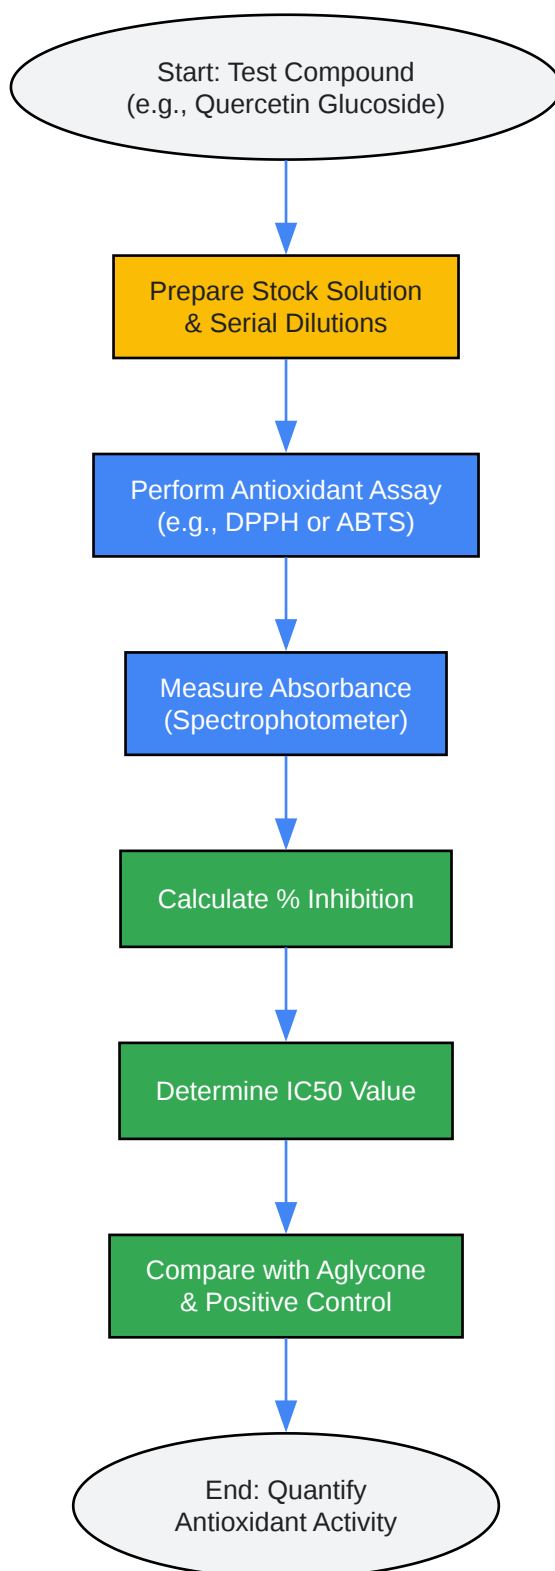 Start: Test Compound
(e.g., Quercetin Glucoside)
Prepare Stock Solution
& Serial Dilutions
Perform Antioxidant Assay
(e.g., DPPH or ABTS)
Measure Absorbance
(Spectrophotometer)
Calculate % Inhibition
Determine IC50 Value
Compare with Aglycone
& Positive Control
End: Quantify
Antioxidant Activity